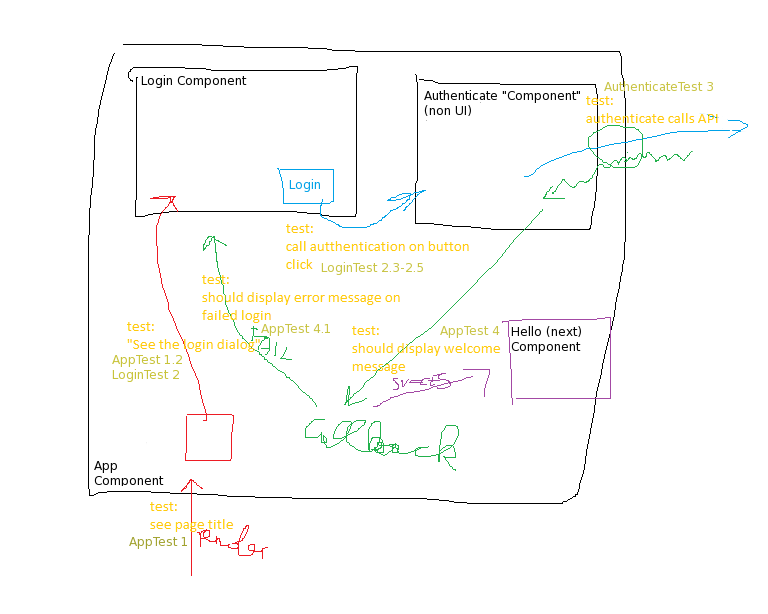 Login Component
Authenticate "Component"
(non UI)
AuthenticateTest 3
test:
authenticate calls API
Login
test:
call autthentication on button
click
LoginTest 2.3-2.5
test:
should display error message on
failed login
AppTest 4.1
FAIL
test:
"See the login dialog"
AppTest 1.2
LoginTest 2
test:
should display welcome
message
AppTest 4
Hello (next)
Component
callback
App
Component
test:
see page title
AppTest 1
render